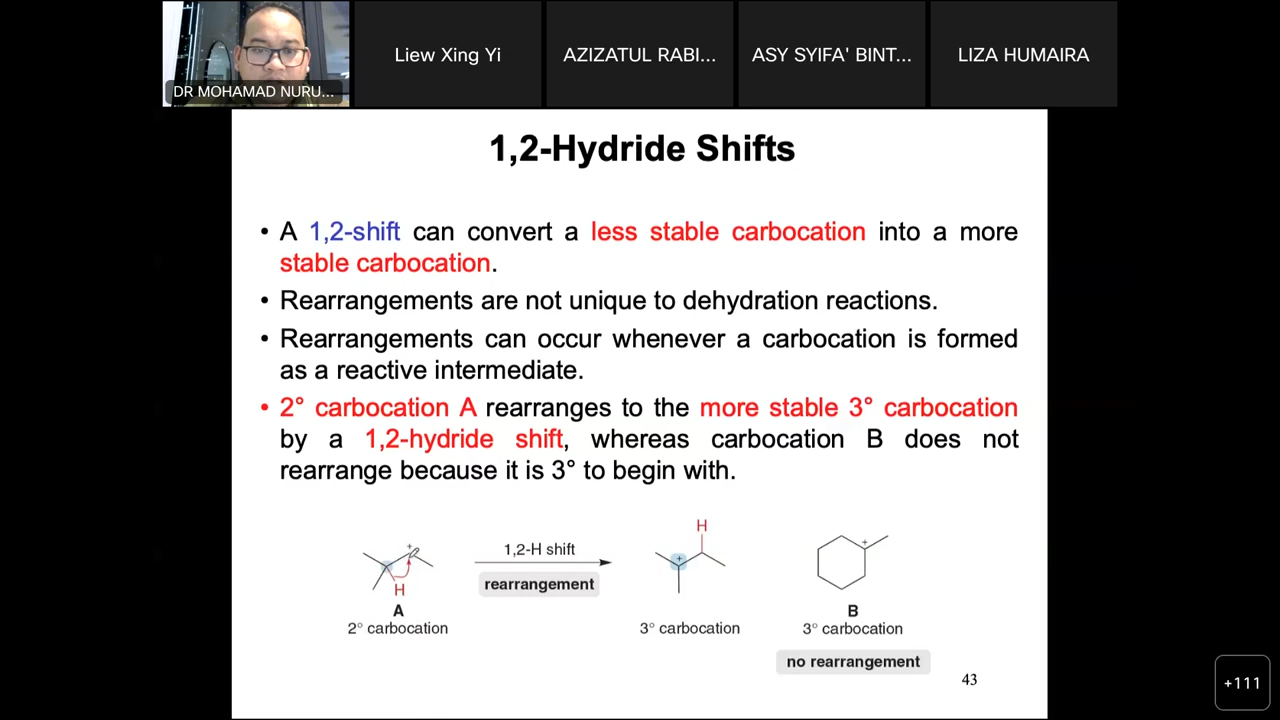 DR MOHAMAD NURU...
Liew Xing Yi
AZIZATUL RABI...
ASY SYIFA' BINT...
LIZA HUMAIRA
1,2-Hydride Shifts
• A 1,2-shift can convert a less stable carbocation into a more
stable carbocation.
• Rearrangements are not unique to dehydration reactions.
• Rearrangements can occur whenever a carbocation is formed
as a reactive intermediate.
• 2° carbocation A rearranges to the more stable 3° carbocation
by a 1,2-hydride shift, whereas carbocation B does not
rearrange because it is 3° to begin with.
+
H
A
2° carbocation
1,2-H shift
rearrangement
H
+
3° carbocation
+
B
3° carbocation
no rearrangement
43
+111